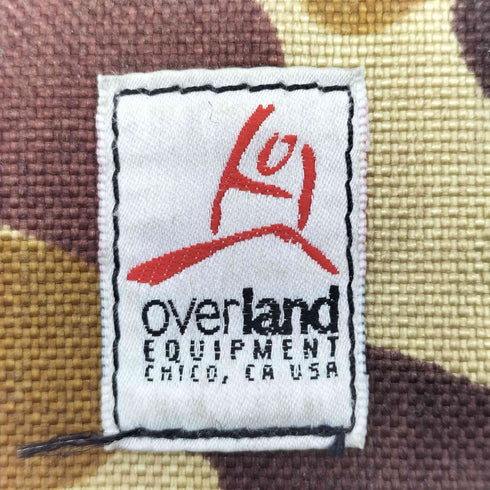 overland
EQUIPMENT
CHICO, CA USA